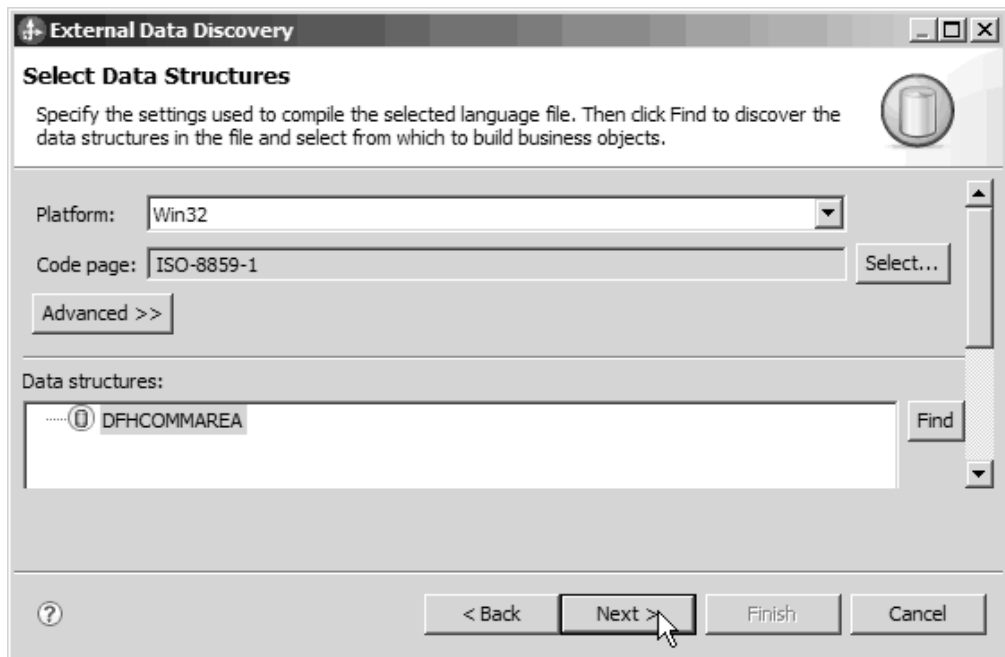 External Data Discovery
Select Data Structures
Specify the settings used to compile the selected language file. Then click Find to discover the
data structures in the file and select from which to build business objects.
Platform: Win32
Code page: ISO-8859-1 Select...
Advanced >>
Data structures:
DFHCOMMAREA Find
? < Back Next > Finish Cancel